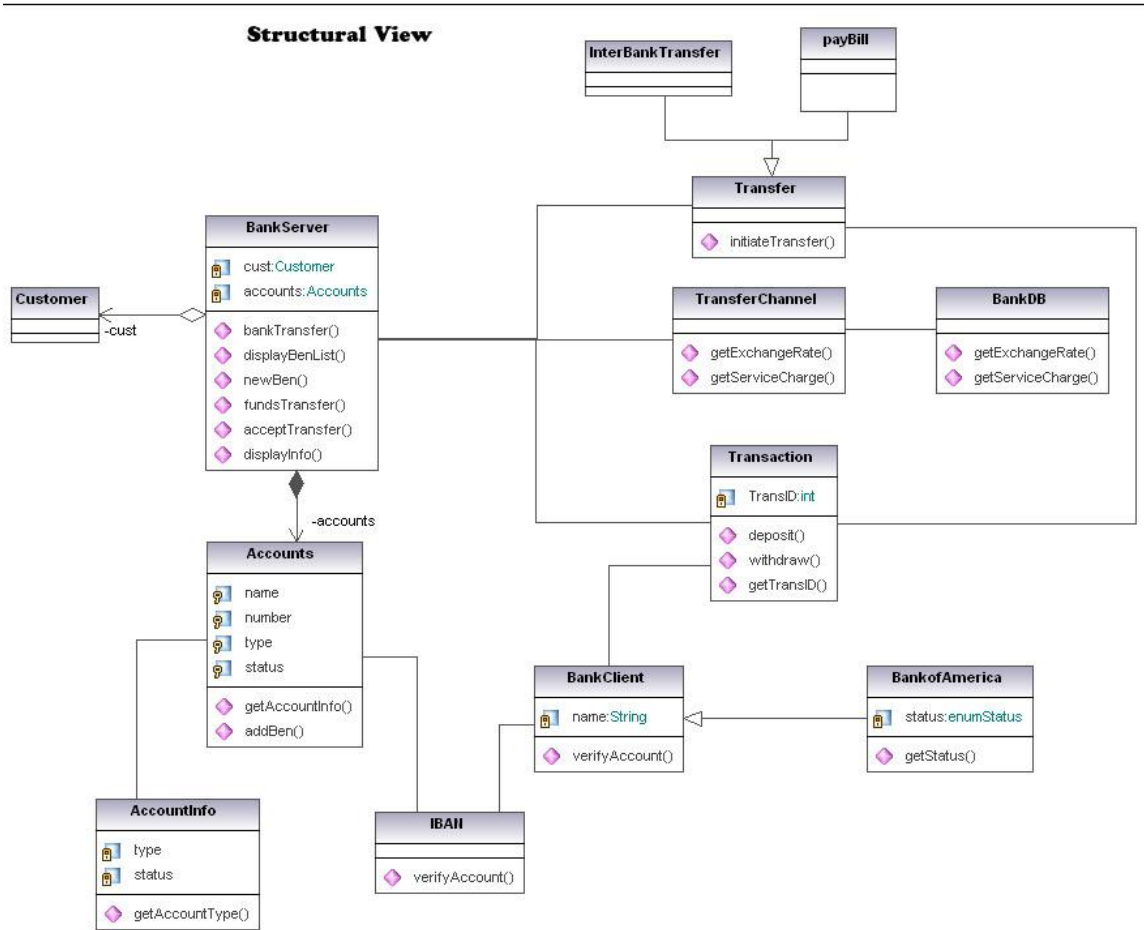 Structural View
InterBankTransfer
payBill
Transfer
initiateTransfer()
BankServer
cust:Customer
accounts:Accounts
bankTransfer()
displayBenList()
newBen()
fundsTransfer()
acceptTransfer()
displayInfo()
Customer
-cust
TransferChannel
getExchangeRate()
getServiceCharge()
BankDB
getExchangeRate()
getServiceCharge()
Transaction
TransID:int
deposit()
withdraw()
getTransID()
-accounts
Accounts
name
number
type
status
getAccountInfo()
addBen()
BankClient
name:String
verifyAccount()
BankofAmerica
status:enumStatus
getStatus()
AccountInfo
type
status
getAccountType()
IBAN
verifyAccount()